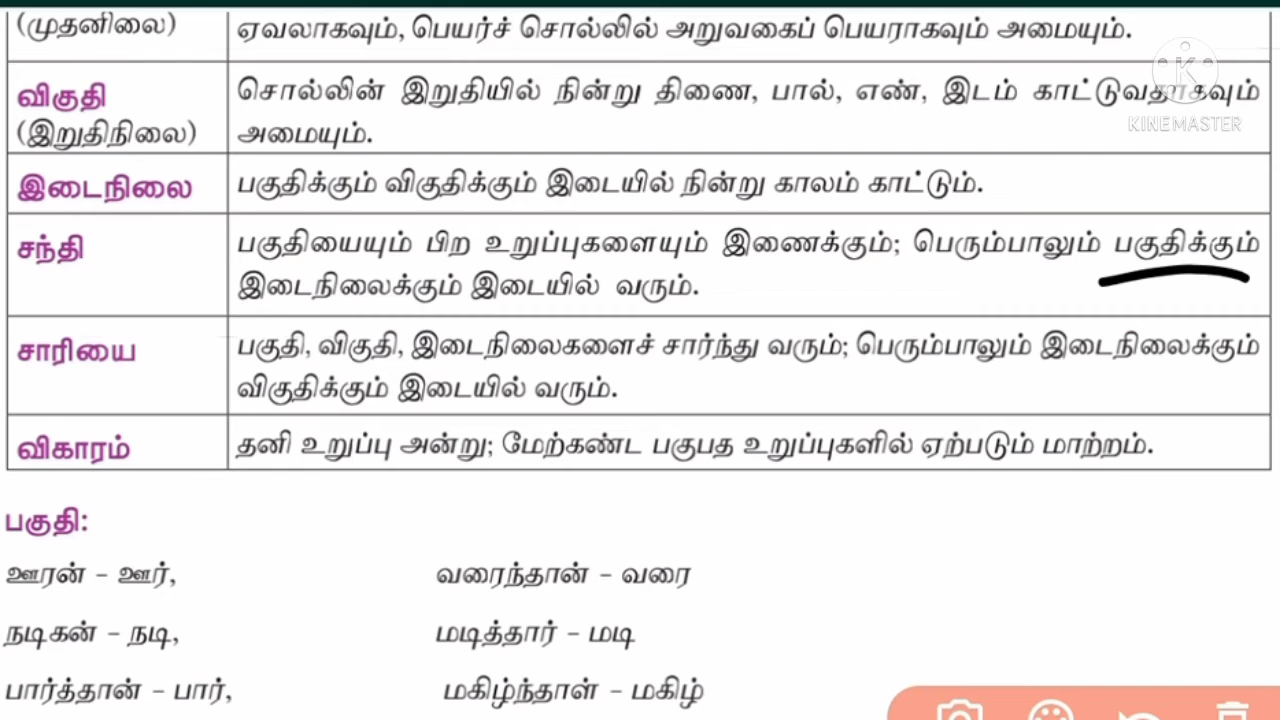 (முதனிலை) ஏவலாகவும், பெயர்ச் சொல்லில் அறுவகைப் பெயராகவும் அமையும்.
விகுதி சொல்லின் இறுதியில் நின்று திணை, பால், எண், இடம் காட்டுவதாகவும்
(இறுதிநிலை) அமையும்.
இடைநிலை பகுதிக்கும் விகுதிக்கும் இடையில் நின்று காலம் காட்டும்.
சந்தி பகுதியையும் பிற உறுப்புகளையும் இணைக்கும்; பெரும்பாலும் பகுதிக்கும்
இடைநிலைக்கும் இடையில் வரும்.
சாரியை பகுதி, விகுதி, இடைநிலைகளைச் சார்ந்து வரும்; பெரும்பாலும் இடைநிலைக்கும்
விகுதிக்கும் இடையில் வரும்.
விகாரம் தனி உறுப்பு அன்று; மேற்கண்ட பகுபத உறுப்புகளில் ஏற்படும் மாற்றம்.
பகுதி:
ஊரன் – ஊர், வரைந்தான் – வரை
நடிகன் – நடி, மடித்தார் – மடி
பார்த்தான் – பார், மகிழ்ந்தாள் – மகிழ்
K
KINEMASTER